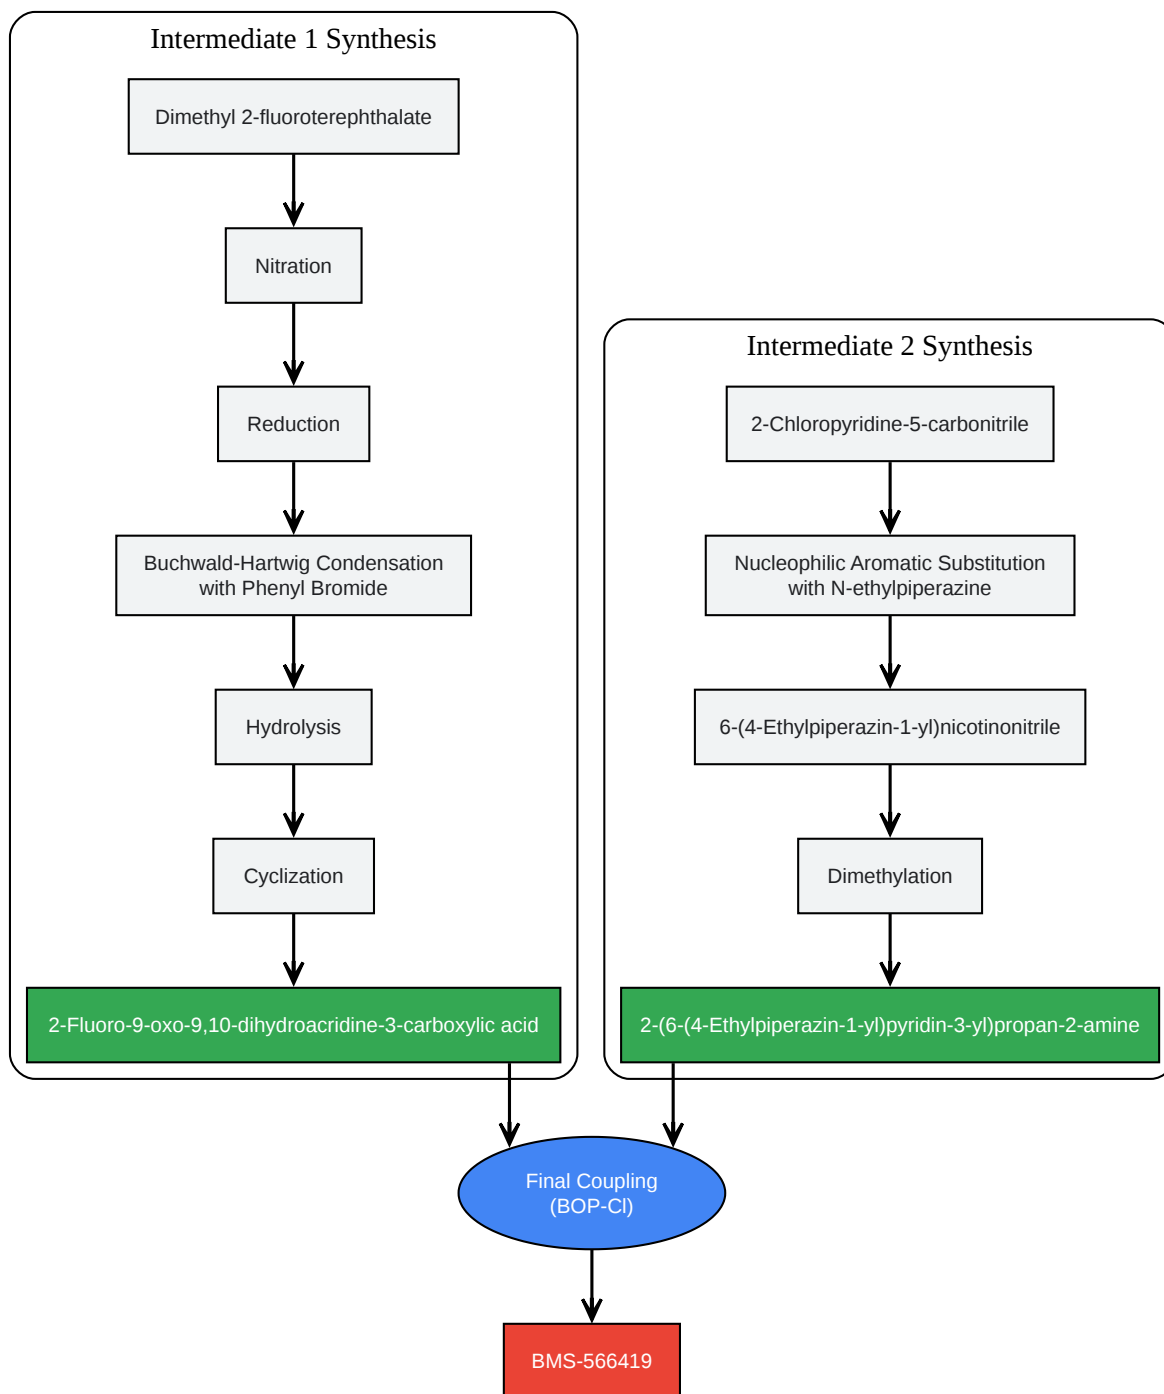 Intermediate 1 Synthesis
Dimethyl 2-fluoroterephthalate
Nitration
Reduction
Buchwald-Hartwig Condensation
with Phenyl Bromide
Hydrolysis
Cyclization
2-Fluoro-9-oxo-9,10-dihydroacridine-3-carboxylic acid
Intermediate 2 Synthesis
2-Chloropyridine-5-carbonitrile
Nucleophilic Aromatic Substitution
with N-ethylpiperazine
6-(4-Ethylpiperazin-1-yl)nicotinonitrile
Dimethylation
2-(6-(4-Ethylpiperazin-1-yl)pyridin-3-yl)propan-2-amine
Final Coupling
(BOP-Cl)
BMS-566419